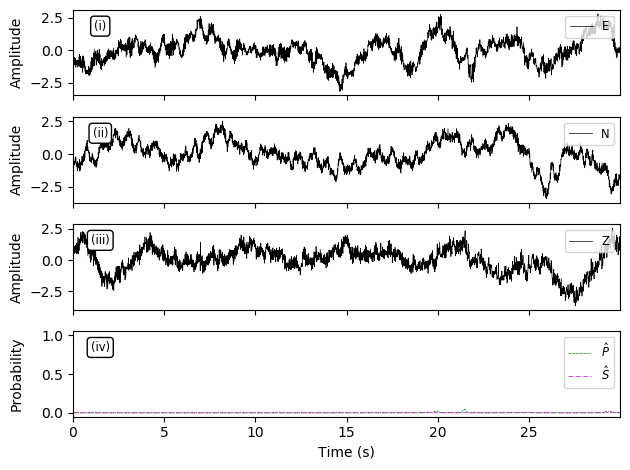 2.5
0.0
−2.5
Amplitude
(i)
E
2.5
0.0
−2.5
Amplitude
(ii)
N
2.5
0.0
−2.5
Amplitude
(iii)
Z
1.0
0.5
0.0
Probability
(iv)
P̂
Ŝ
0 5 10 15 20 25
Time (s)